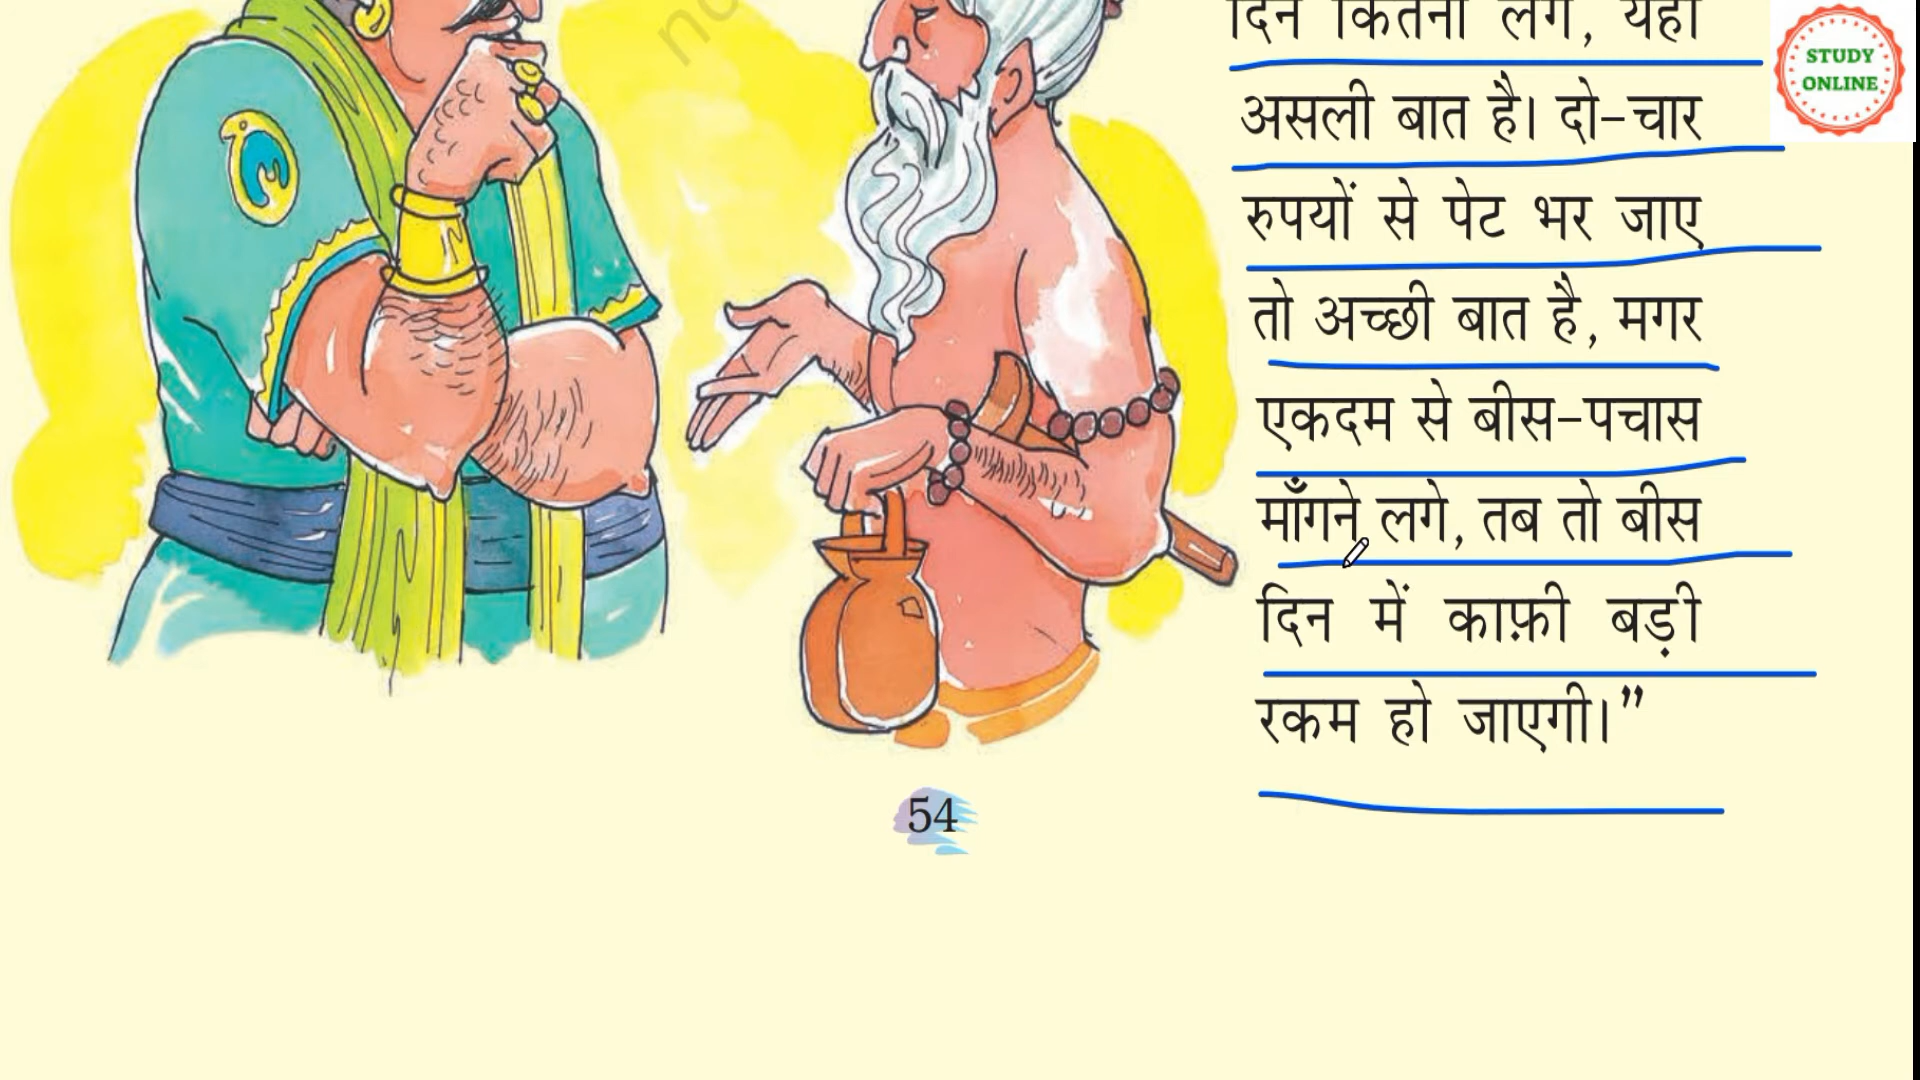 दिन कितना लगे, यही
असली बात है। दो-चार
रुपयों से पेट भर जाए
तो अच्छी बात है, मगर
एकदम से बीस-पचास
माँगने लगे, तब तो बीस
दिन में काफ़ी बड़ी
रकम हो जाएगी।”
54
STUDY
ONLINE